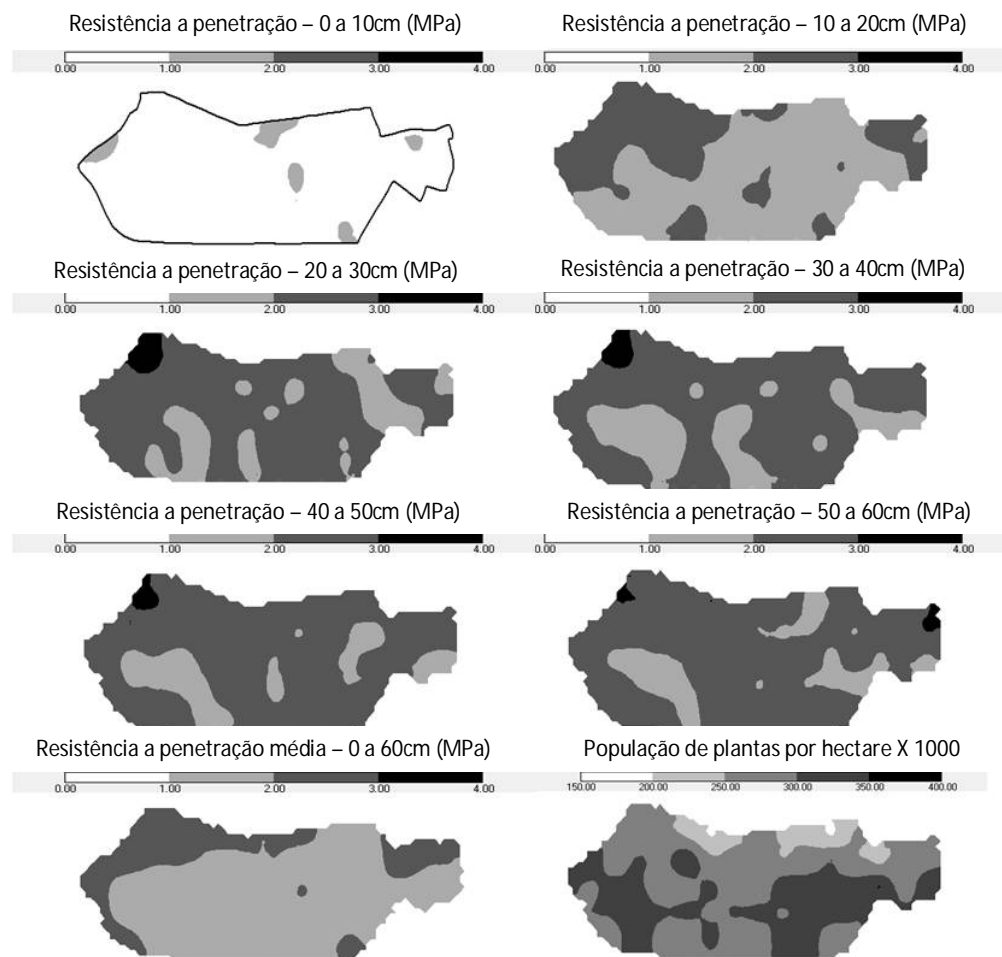 Resistência a penetração – 0 a 10cm (MPa)
0.00 1.00 2.00 3.00 4.00
Resistência a penetração – 10 a 20cm (MPa)
0.00 1.00 2.00 3.00 4.00
Resistência a penetração – 20 a 30cm (MPa)
0.00 1.00 2.00 3.00 4.00
Resistência a penetração – 30 a 40cm (MPa)
0.00 1.00 2.00 3.00 4.00
Resistência a penetração – 40 a 50cm (MPa)
0.00 1.00 2.00 3.00 4.00
Resistência a penetração – 50 a 60cm (MPa)
0.00 1.00 2.00 3.00 4.00
Resistência a penetração média – 0 a 60cm (MPa)
0.00 1.00 2.00 3.00 4.00
População de plantas por hectare X 1000
150.00 200.00 250.00 300.00 350.00 400.00